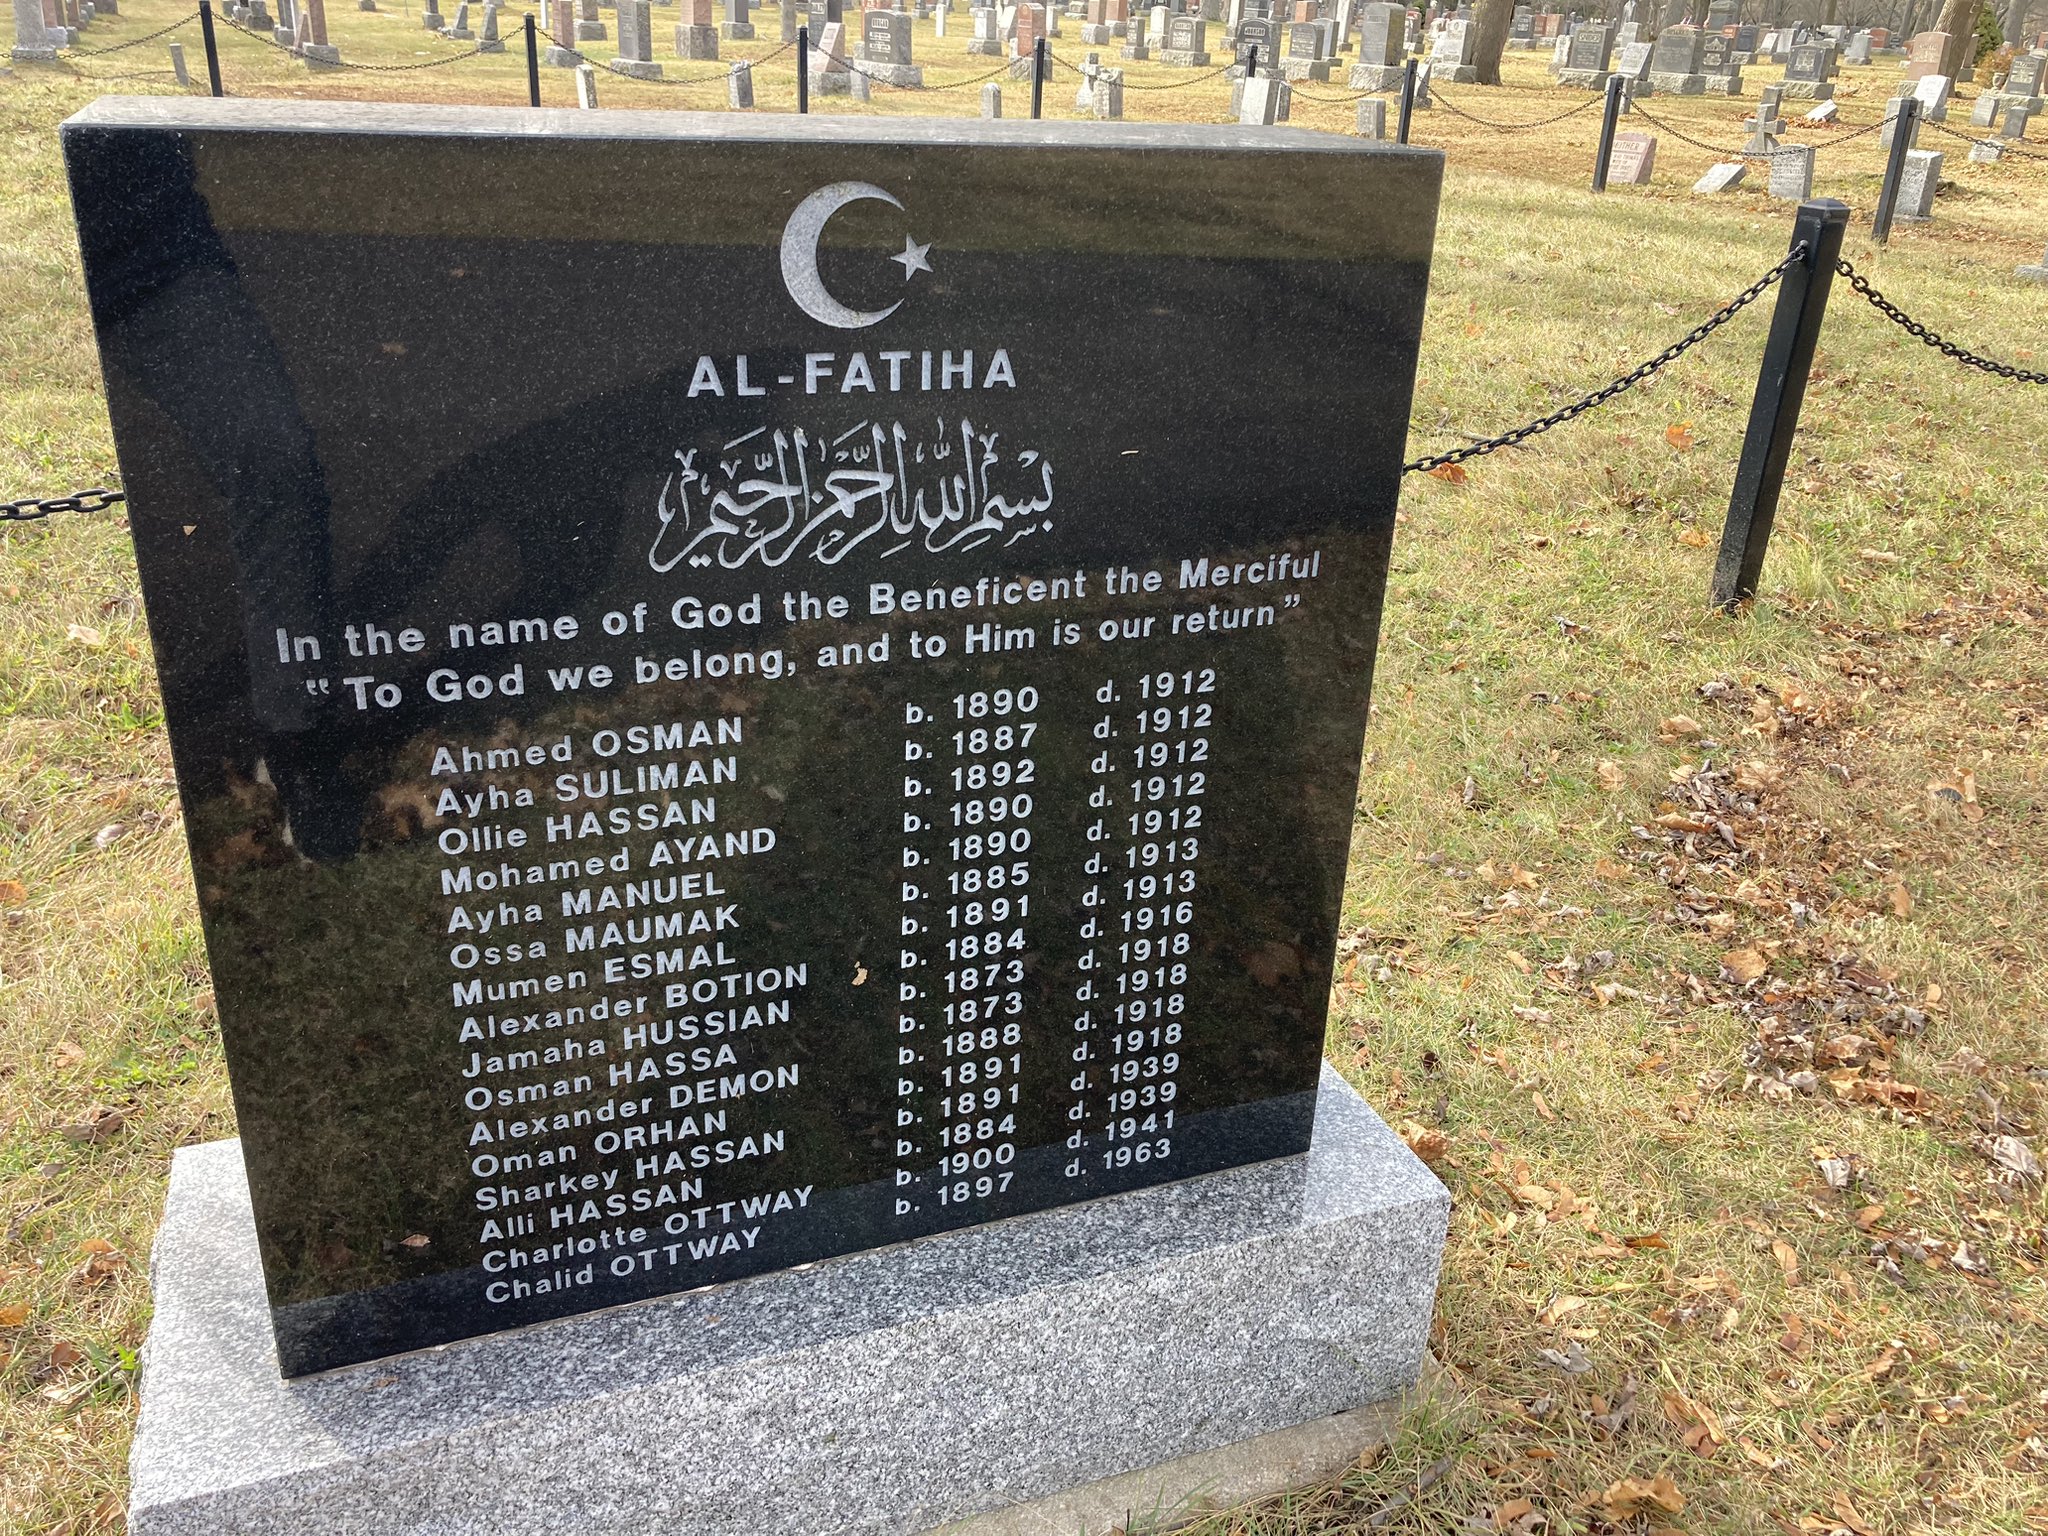 AL-FATIHA
بِسْمِ اللهِ الرَّحْمٰنِ الرَّحِيمِ
In the name of God the Beneficent the Merciful
"To God we belong, and to Him is our return"
Ahmed OSMAN b. 1890 d. 1912
Ayha SULIMAN b. 1887 d. 1912
Ollie HASSAN b. 1892 d. 1912
Mohamed AYAND b. 1890 d. 1912
Ayha MANUEL b. 1890 d. 1912
Ossa MAUMAK b. 1885 d. 1913
Mumen ESMAL b. 1891 d. 1913
Alexander BOTION b. 1884 d. 1916
Jamaha HUSSIAN b. 1873 d. 1918
Osman HASSA b. 1873 d. 1918
Alexander DEMON b. 1888 d. 1918
Oman ORHAN b. 1891 d. 1918
Sharkey HASSAN b. 1891 d. 1939
Alli HASSAN b. 1884 d. 1939
Charlotte OTTWAY b. 1900 d. 1941
Chalid OTTWAY b. 1897 d. 1963